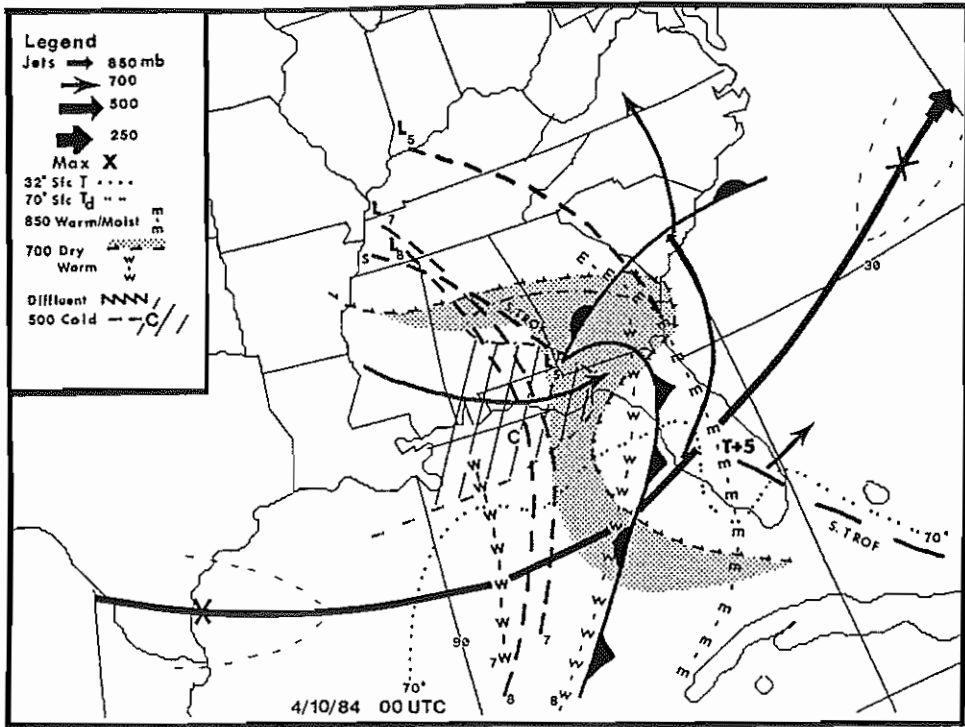 Legend
Jets 850 mb
700
500
250
Max X
32° Sfc T
70° Sfc Td
850 Warm/Moist m m
700 Dry
Warm w w
Diffluent
500 Cold C
L5
L7
L8
S
S. TROF
E E E
w
L
S
C
30
T+5
m m m m m m m
w w w w w w w
S. TROF 70°
90
7 W
7
8
8 w
70°
4/10/84 00 UTC